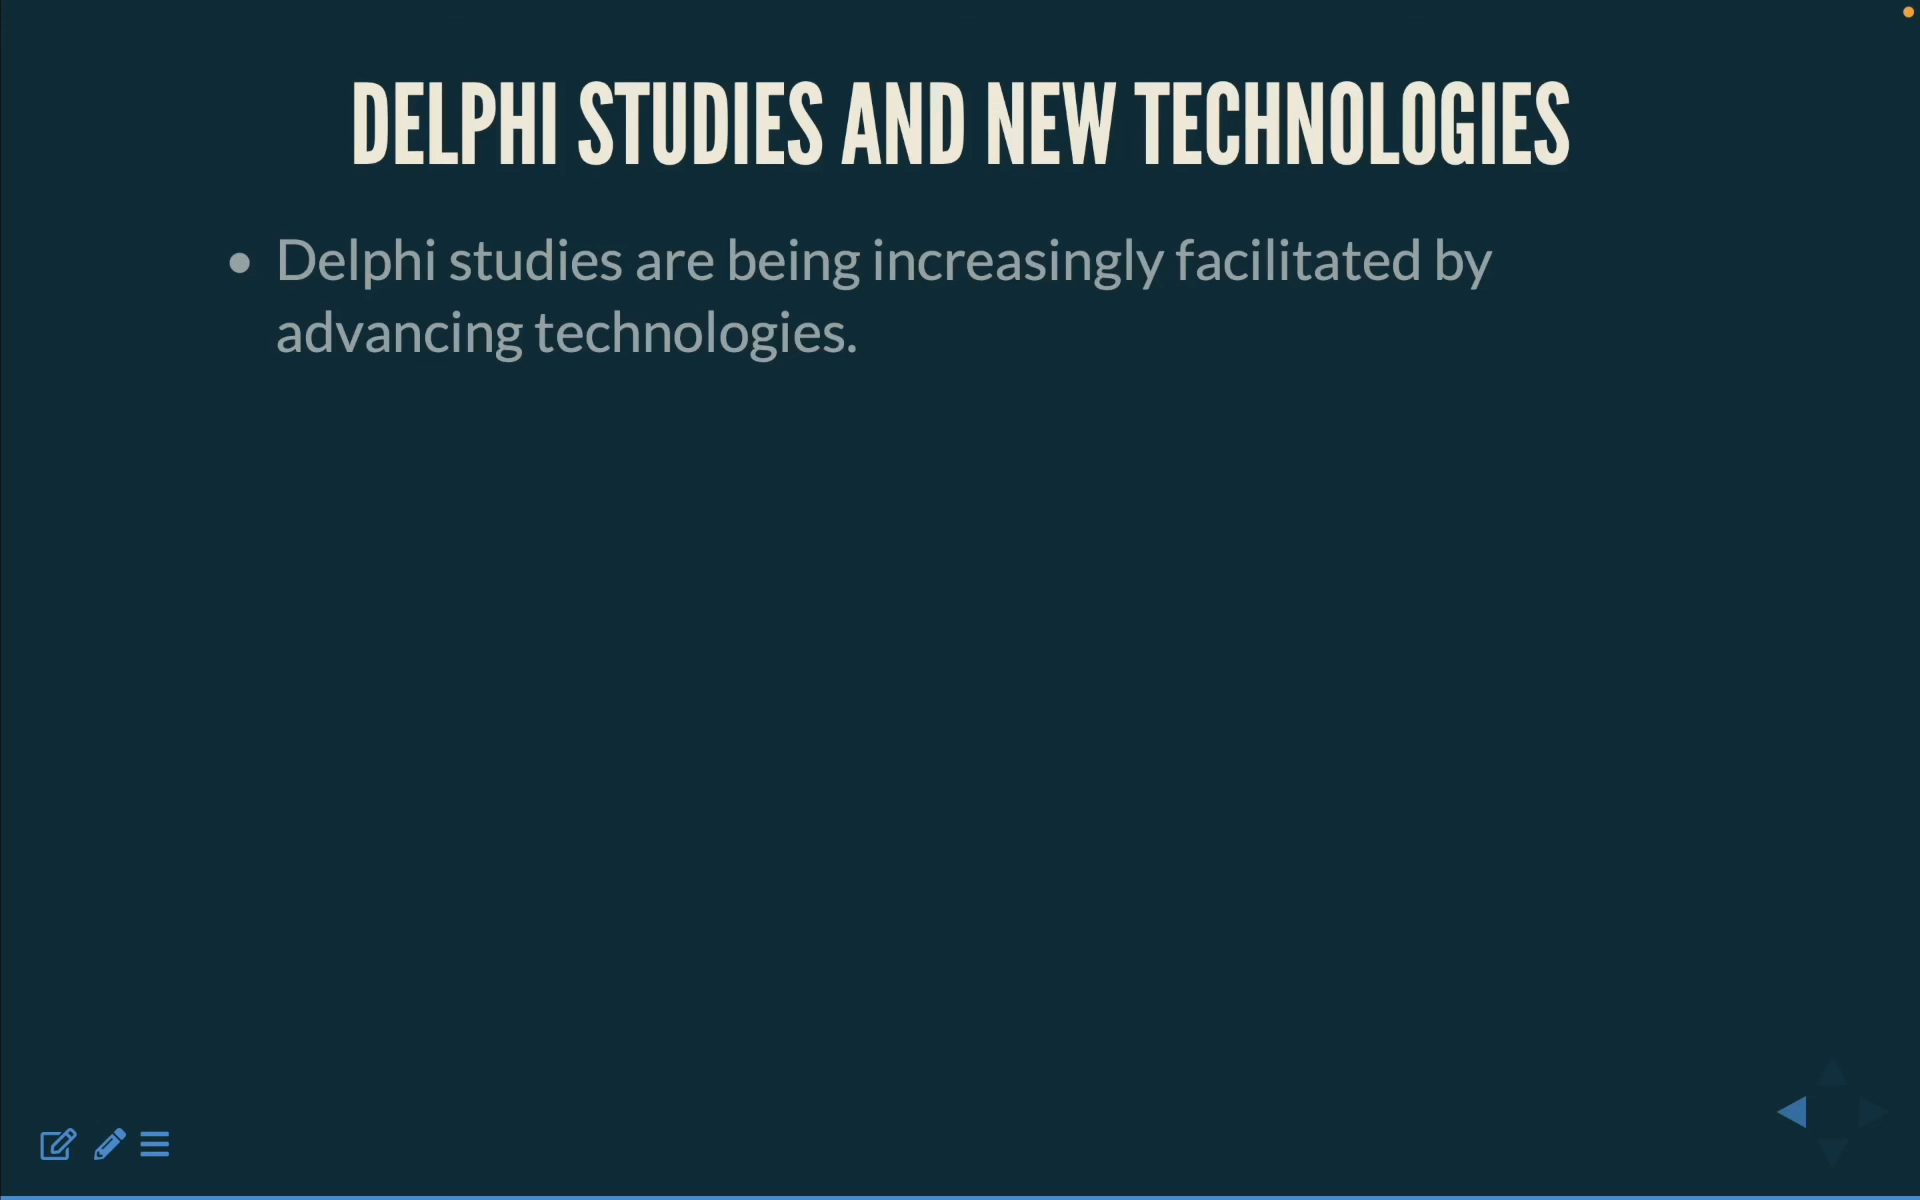 DELPHI STUDIES AND NEW TECHNOLOGIES
Delphi studies are being increasingly facilitated by
advancing technologies.